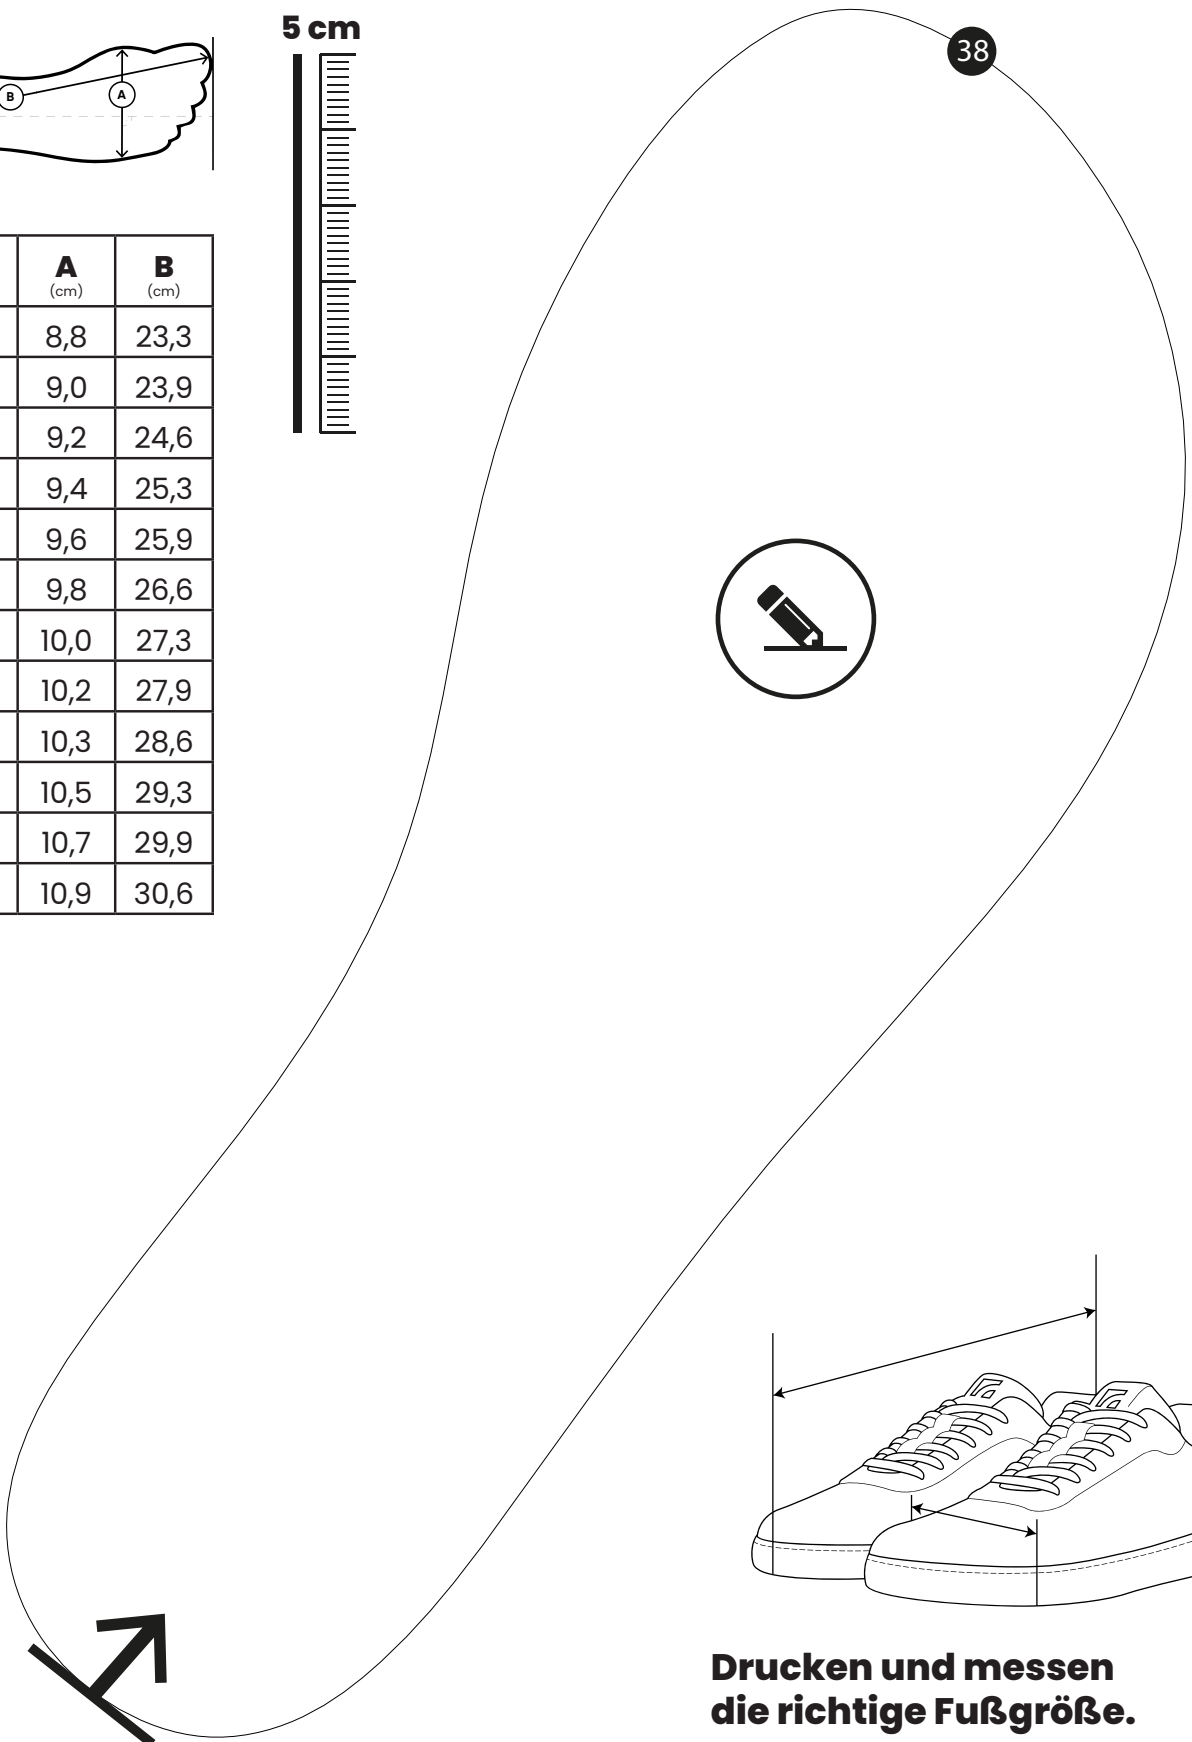 5 cm
38
B
A
A B
(cm) (cm)
8,8 23,3
9,0 23,9
9,2 24,6
9,4 25,3
9,6 25,9
9,8 26,6
10,0 27,3
10,2 27,9
10,3 28,6
10,5 29,3
10,7 29,9
10,9 30,6
Drucken und messen
die richtige Fußgröße.